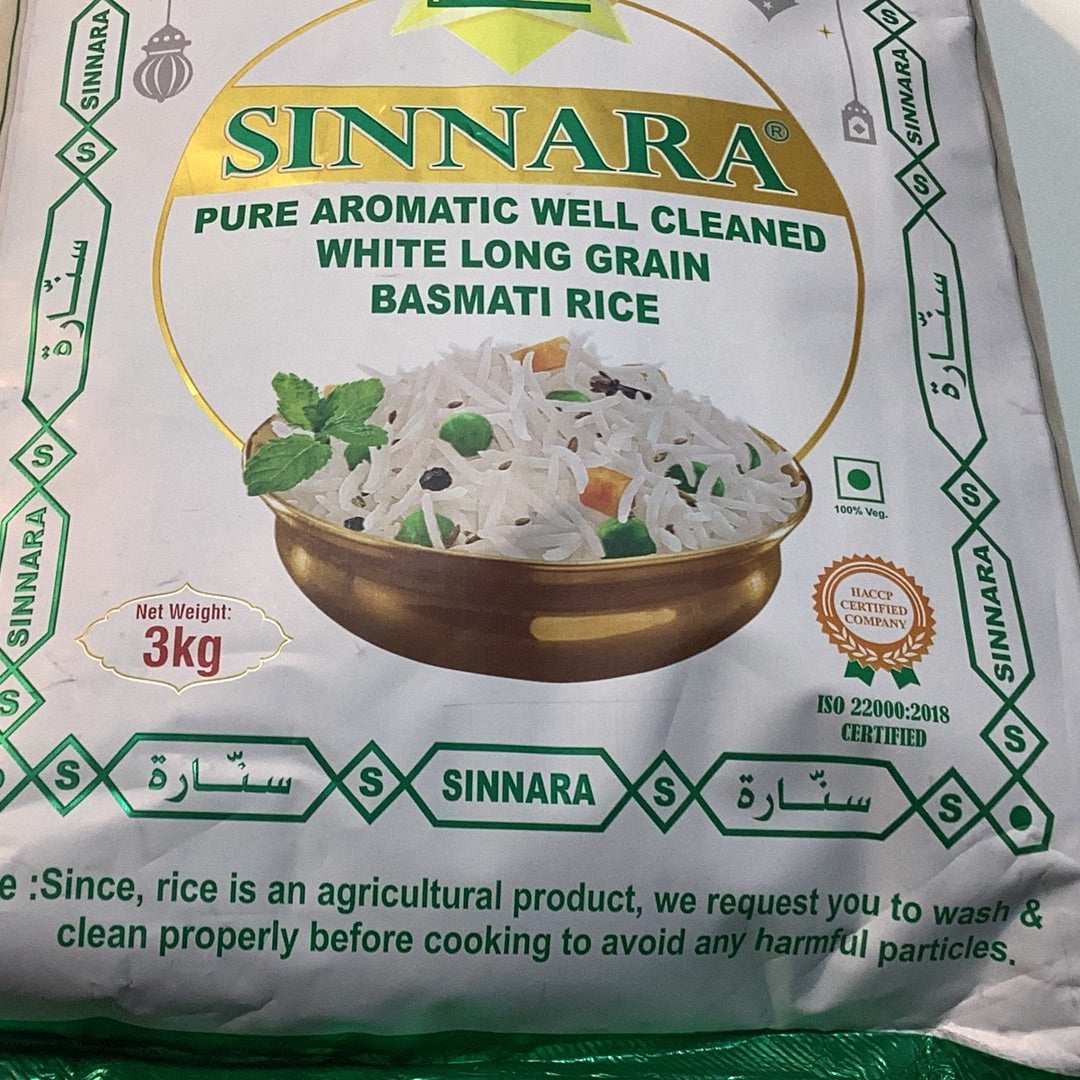 SINNARA®
PURE AROMATIC WELL CLEANED
WHITE LONG GRAIN
BASMATI RICE
100% Veg.
Net Weight:
3kg
HACCP
CERTIFIED
COMPANY
ISO 22000:2018
CERTIFIED
SINNARA
S
سنّارة
S
SINNARA
S
S
SINNARA
S
سنّارة
S
SINNARA
S
S
سنّارة
S
SINNARA
S
سنّارة
S
e :Since, rice is an agricultural product, we request you to wash &
clean properly before cooking to avoid any harmful particles.